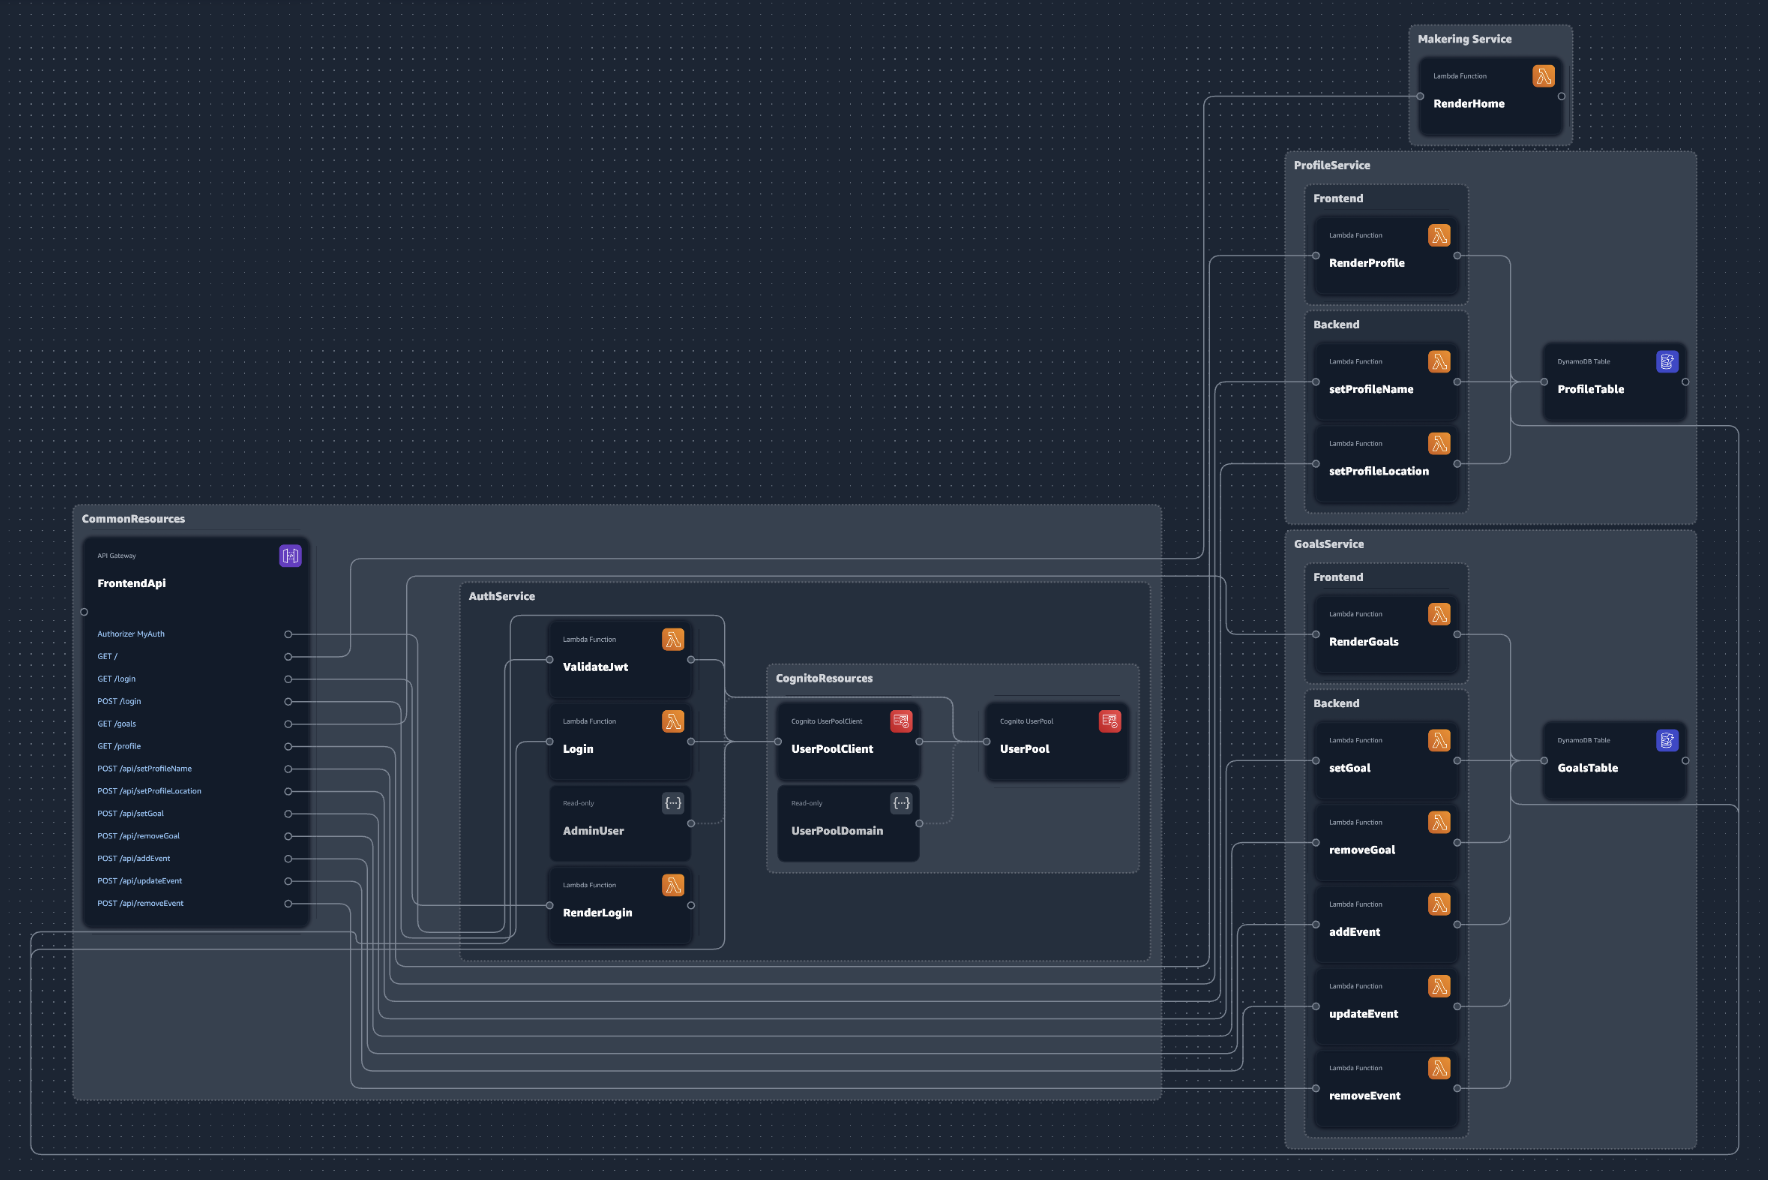 Makering Service
Lambda Function
RenderHome
ProfileService
Frontend
Lambda Function
RenderProfile
Backend
Lambda Function
setProfileName
Lambda Function
setProfileLocation
DynamoDB Table
ProfileTable
CommonResources
API Gateway
FrontendApi
Authorizer MyAuth
GET /
GET /login
POST /login
GET /goals
GET /profile
POST /api/setProfileName
POST /api/setProfileLocation
POST /api/setGoal
POST /api/removeGoal
POST /api/addEvent
POST /api/updateEvent
POST /api/removeEvent
AuthService
Lambda Function
ValidateJwt
Lambda Function
Login
Read-only
{···}
AdminUser
Lambda Function
RenderLogin
CognitoResources
Cognito UserPoolClient
UserPoolClient
Read-only
{···}
UserPoolDomain
Cognito UserPool
UserPool
GoalsService
Frontend
Lambda Function
RenderGoals
Backend
Lambda Function
setGoal
Lambda Function
removeGoal
Lambda Function
addEvent
Lambda Function
updateEvent
Lambda Function
removeEvent
DynamoDB Table
GoalsTable